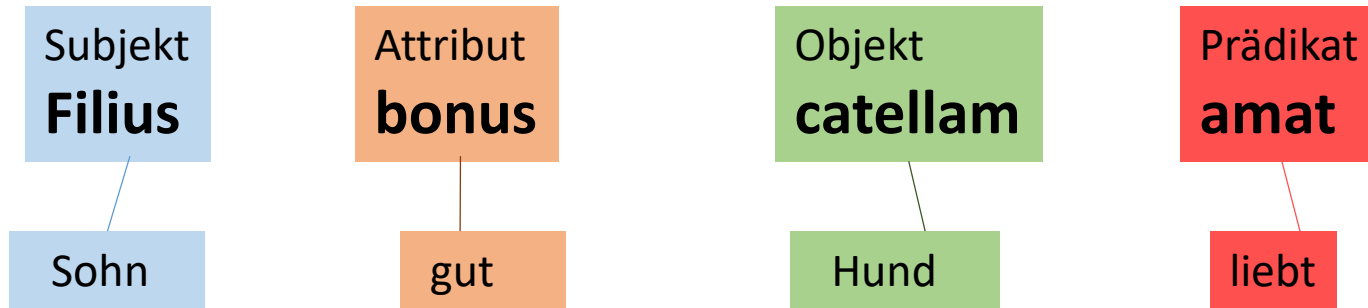 Subjekt
Filius
Attribut
bonus
Objekt
catellam
Prädikat
amat
Sohn
gut
Hund
liebt